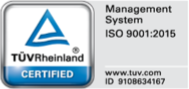 TÜVRheinland
CERTIFIED
Management
System
ISO 9001:2015
www.tuv.com
ID 9108634167